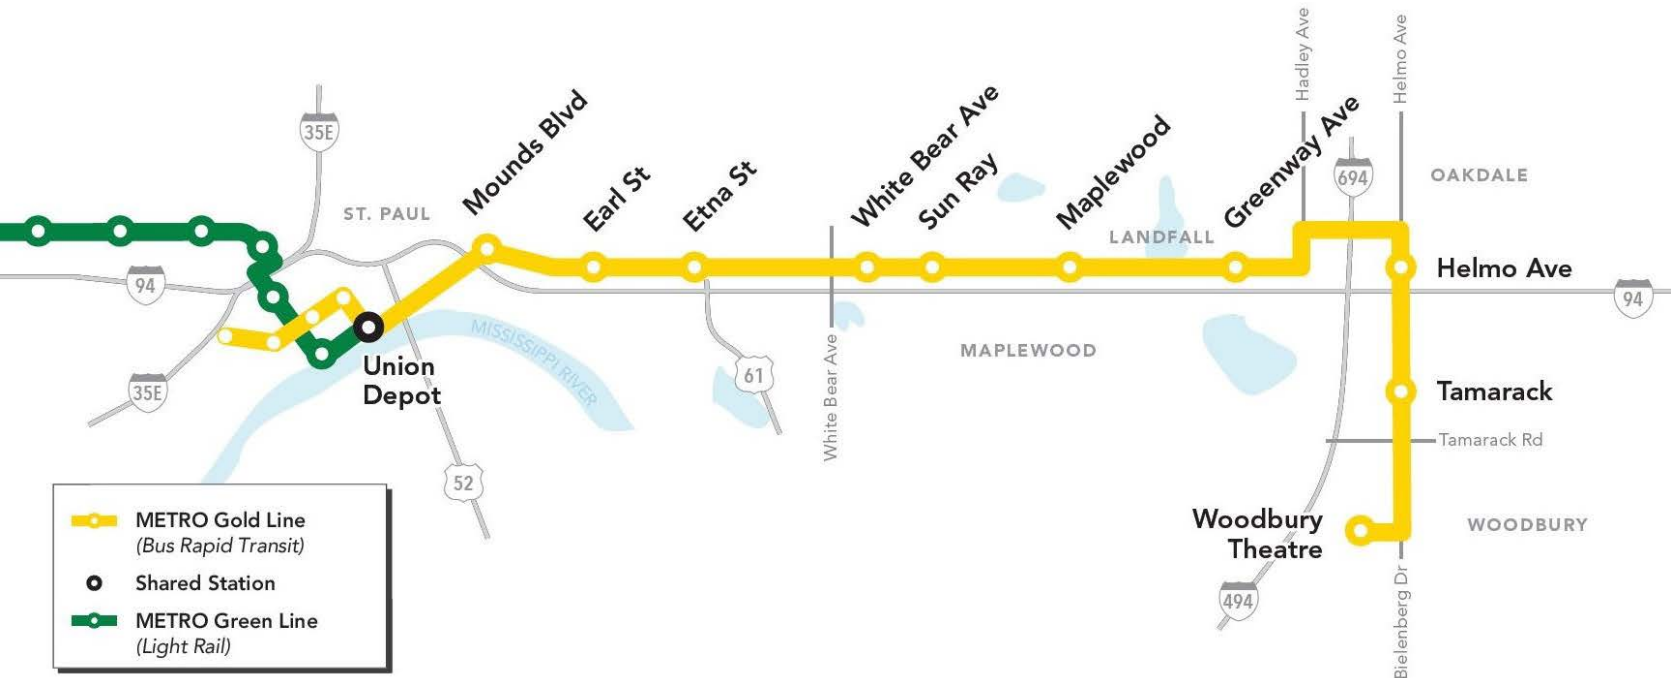 Hadley Ave
Helmo Ave
35E
ST. PAUL
Mounds Blvd
Earl St
Etna St
White Bear Ave
Sun Ray
Maplewood
Greenway Ave
694
OAKDALE
LANDFALL
94
Helmo Ave
94
MISSISSIPPI RIVER
Union
Depot
35E
61
White Bear Ave
MAPLEWOOD
Tamarack
Tamarack Rd
52
Woodbury
Theatre
WOODBURY
494
Bielenberg Dr
METRO Gold Line
(Bus Rapid Transit)
Shared Station
METRO Green Line
(Light Rail)